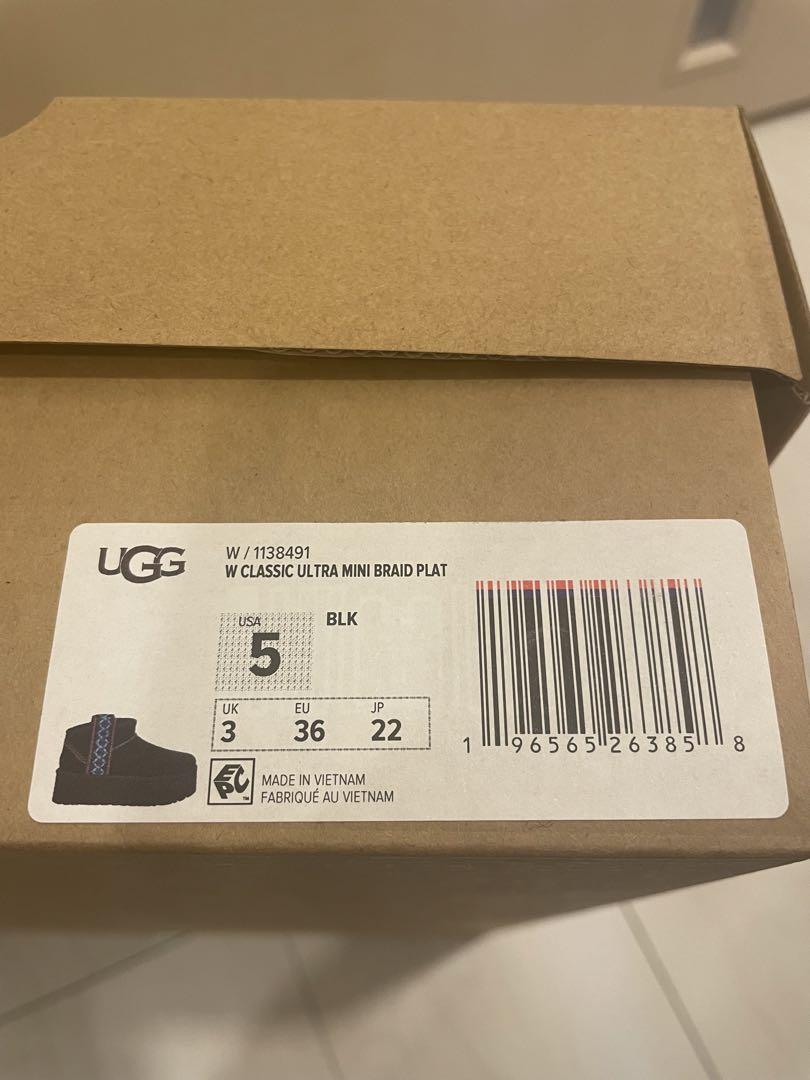 UGG
W / 1138491
W CLASSIC ULTRA MINI BRAID PLAT
USA
5
BLK
UK EU JP
3 36 22
EPC™
MADE IN VIETNAM
FABRIQUÉ AU VIETNAM
1 96565 26385 8